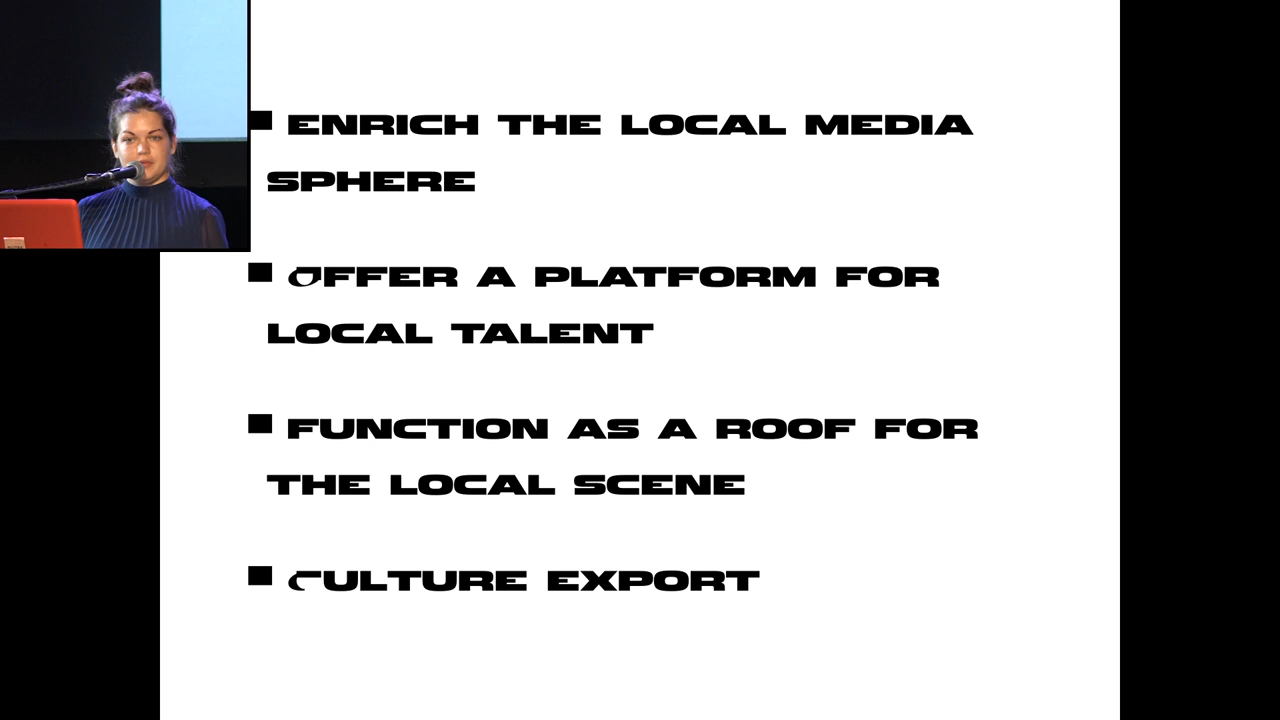 ■ ENRICH THE LOCAL MEDIA
SPHERE
■ OFFER A PLATFORM FOR
LOCAL TALENT
■ FUNCTION AS A ROOF FOR
THE LOCAL SCENE
■ CULTURE EXPORT